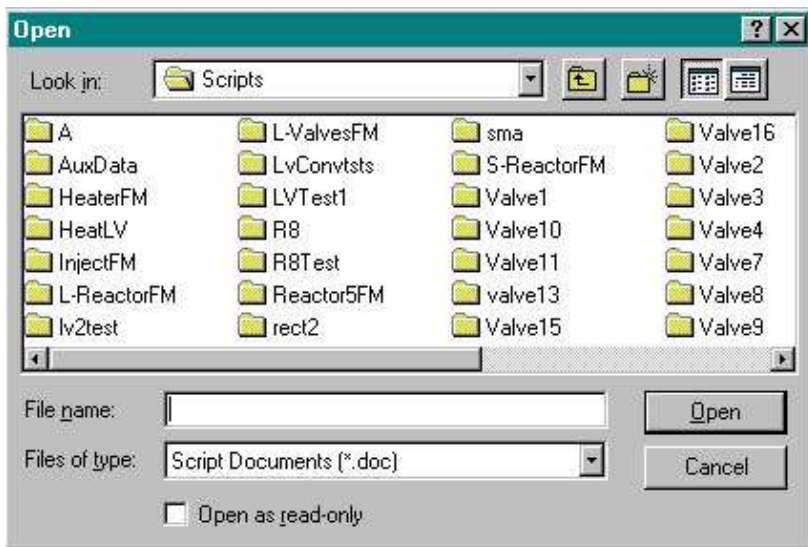 Open
Look in: Scripts
A L-ValvesFM sma Valve16
AuxData LvConvtsts S-ReactorFM Valve2
HeaterFM LVTest1 Valve1 Valve3
HeatLV R8 Valve10 Valve4
InjectFM R8Test Valve11 Valve7
L-ReactorFM Reactor5FM valve13 Valve8
lv2test rect2 Valve15 Valve9
File name: Open
Files of type: Script Documents (*.doc) Cancel
Open as read-only